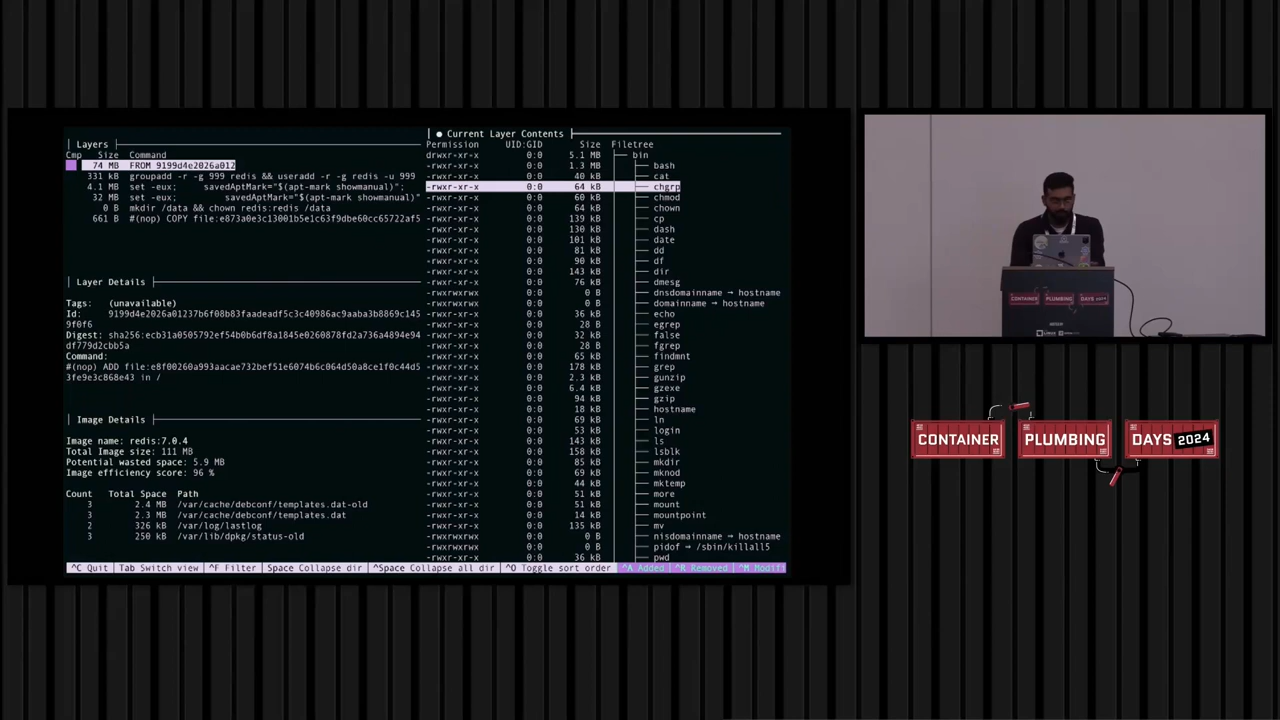 Layers
Cmp Size Command
74 MB FROM 9199d4e2026a012
331 kB groupadd -r -g 999 redis && useradd -r -g redis -u 999
4.1 MB set -eux; savedAptMark="$(apt-mark showmanual)";
32 MB set -eux; savedAptMark="$(apt-mark showmanual)"
0 B mkdir /data && chown redis:redis /data
661 B #(nop) COPY file:e873a0e3c13001b5e1c63f9dbe60cc65722af5
Layer Details
Tags: (unavailable)
Id: 9199d4e2026a01237b6f08b83faadeadf5c3c40986ac9aaba3b8869c145
9f0f6
Digest: sha256:ecb31a0505792ef54b0b6df8a1845e0276080878fd2a736a4894e94
df779d2cbb5a
Command:
#(nop) ADD file:e8f00260a993aacae732bef51e6074b6c064d50a8ce1f0c44d5
3fe9e3c868e43 in /
Image Details
Image name: redis:7.0.4
Total Image size: 111 MB
Potential wasted space: 5.9 MB
Image efficiency score: 96 %
Count Total Space Path
3 2.4 MB /var/cache/debconf/templates.dat-old
3 2.3 MB /var/cache/debconf/templates.dat
2 326 kB /var/log/lastlog
3 250 kB /var/lib/dpkg/status-old
● Current Layer Contents
Permission UID:GID Size Filetree
drwxr-xr-x 0:0 5.1 MB bin
-rwxr-xr-x 0:0 1.3 MB bash
-rwxr-xr-x 0:0 40 kB cat
-rwxr-xr-x 0:0 64 kB chgrp
-rwxr-xr-x 0:0 60 kB chmod
-rwxr-xr-x 0:0 64 kB chown
-rwxr-xr-x 0:0 139 kB cp
-rwxr-xr-x 0:0 130 kB dash
-rwxr-xr-x 0:0 101 kB date
-rwxr-xr-x 0:0 81 kB dd
-rwxr-xr-x 0:0 90 kB df
-rwxr-xr-x 0:0 143 kB dir
-rwxr-xr-x 0:0 76 kB dmesg
-rwxrwxrwx 0:0 0 B dnsdomainname → hostname
-rwxrwxrwx 0:0 0 B domainname → hostname
-rwxr-xr-x 0:0 36 kB echo
-rwxr-xr-x 0:0 28 B egrep
-rwxr-xr-x 0:0 32 kB false
-rwxr-xr-x 0:0 28 B fgrep
-rwxr-xr-x 0:0 65 kB findmnt
-rwxr-xr-x 0:0 178 kB grep
-rwxr-xr-x 0:0 2.3 kB gunzip
-rwxr-xr-x 0:0 6.4 kB gzexe
-rwxr-xr-x 0:0 94 kB gzip
-rwxr-xr-x 0:0 18 kB hostname
-rwxr-xr-x 0:0 69 kB ln
-rwxr-xr-x 0:0 53 kB login
-rwxr-xr-x 0:0 143 kB ls
-rwxr-xr-x 0:0 158 kB lsblk
-rwxr-xr-x 0:0 85 kB mkdir
-rwxr-xr-x 0:0 69 kB mknod
-rwxr-xr-x 0:0 44 kB mktemp
-rwxr-xr-x 0:0 51 kB more
-rwxr-xr-x 0:0 51 kB mount
-rwxr-xr-x 0:0 14 kB mountpoint
-rwxr-xr-x 0:0 135 kB mv
-rwxrwxrwx 0:0 0 B nisdomainname → hostname
-rwxrwxrwx 0:0 0 B pidof → /sbin/killall5
-rwxr-xr-x 0:0 36 kB pwd
^C Quit Tab Switch view ^F Filter Space Collapse dir ^Space Collapse all dir ^O Toggle sort order ^A Added ^R Removed ^M Modifi
CONTAINER PLUMBING DAYS 2024
CONTAINER PLUMBING DAYS 2024